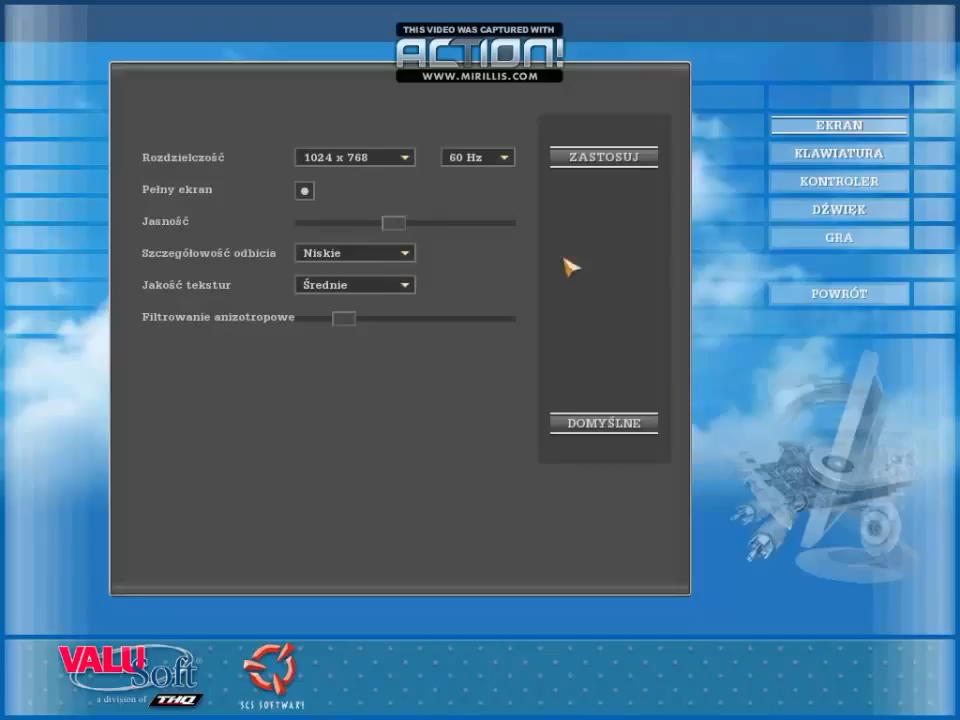 THIS VIDEO WAS CAPTURED WITH
ACTION!
WWW.MIRILLIS.COM
Rozdzielczość 1024 x 768 60 Hz ZASTOSUJ
Pełny ekran
Jasność
Szczegółowość odbicia Niskie
Jakość tekstur Średnie
Filtrowanie anizotropowe
DOMYŚLNE
EKRAN
KLAWIATURA
KONTROLER
DŹWIĘK
GRA
POWRÓT
VALUSoft
a division of THQ
SCS SOFTWARE